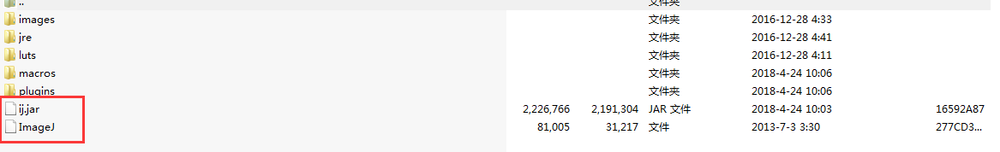 .. 文件夹
images 文件夹 2016-12-28 4:33
jre 文件夹 2016-12-28 4:41
luts 文件夹 2016-12-28 4:11
macros 文件夹 2018-4-24 10:06
plugins 文件夹 2018-4-24 10:06
ij.jar 2,226,766 2,191,304 JAR 文件 2018-4-24 10:03 16592A87
ImageJ 81,005 31,217 文件 2013-7-3 3:30 277CD3...